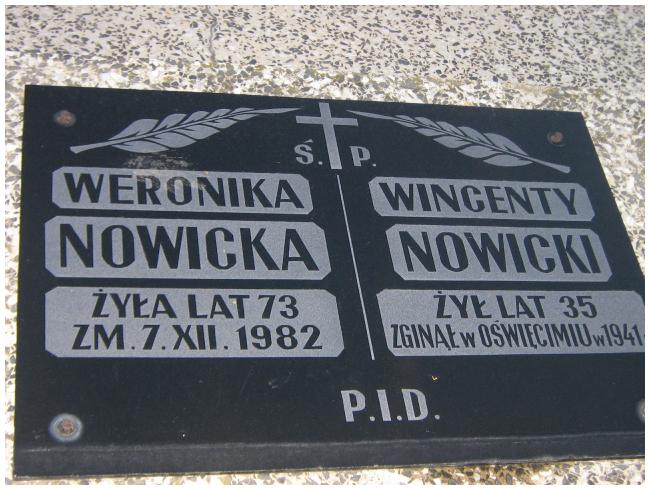 Ś. P.
WERONIKA
NOWICKA
ŻYŁA LAT 73
ZM. 7. XII. 1982
WINCENTY
NOWICKI
ŻYŁ LAT 35
ZGINĄŁ w OŚWIĘCIMIU w 1941
P.I.D.